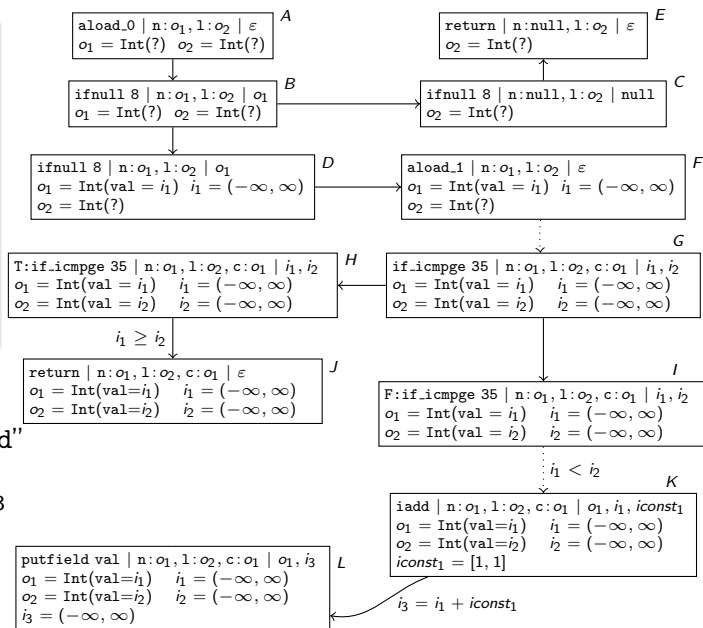 A
aload_0 | n:o₁, l:o₂ | ε
o₁ = Int(?) o₂ = Int(?)
E
return | n:null, l:o₂ | ε
o₂ = Int(?)
B
ifnull 8 | n:o₁, l:o₂ | o₁
o₁ = Int(?) o₂ = Int(?)
C
ifnull 8 | n:null, l:o₂ | null
o₂ = Int(?)
D
ifnull 8 | n:o₁, l:o₂ | o₁
o₁ = Int(val = i₁) i₁ = (−∞, ∞)
o₂ = Int(?)
F
aload_1 | n:o₁, l:o₂ | ε
o₁ = Int(val = i₁) i₁ = (−∞, ∞)
o₂ = Int(?)
G
if_icmpge 35 | n:o₁, l:o₂, c:o₁ | i₁, i₂
o₁ = Int(val = i₁) i₁ = (−∞, ∞)
o₂ = Int(val = i₂) i₂ = (−∞, ∞)
H
T:if_icmpge 35 | n:o₁, l:o₂, c:o₁ | i₁, i₂
o₁ = Int(val = i₁) i₁ = (−∞, ∞)
o₂ = Int(val = i₂) i₂ = (−∞, ∞)
i₁ ≥ i₂
J
return | n:o₁, l:o₂, c:o₁ | ε
o₁ = Int(val=i₁) i₁ = (−∞, ∞)
o₂ = Int(val=i₂) i₂ = (−∞, ∞)
I
F:if_icmpge 35 | n:o₁, l:o₂, c:o₁ | i₁, i₂
o₁ = Int(val = i₁) i₁ = (−∞, ∞)
o₂ = Int(val = i₂) i₂ = (−∞, ∞)
d"
i₁ < i₂
K
iadd | n:o₁, l:o₂, c:o₁ | o₁, i₁, iconst₁
o₁ = Int(val=i₁) i₁ = (−∞, ∞)
o₂ = Int(val=i₂) i₂ = (−∞, ∞)
iconst₁ = [1, 1]
L
putfield val | n:o₁, l:o₂, c:o₁ | o₁, i₃
o₁ = Int(val=i₁) i₁ = (−∞, ∞)
o₂ = Int(val=i₂) i₂ = (−∞, ∞)
i₃ = (−∞, ∞)
i₃ = i₁ + iconst₁